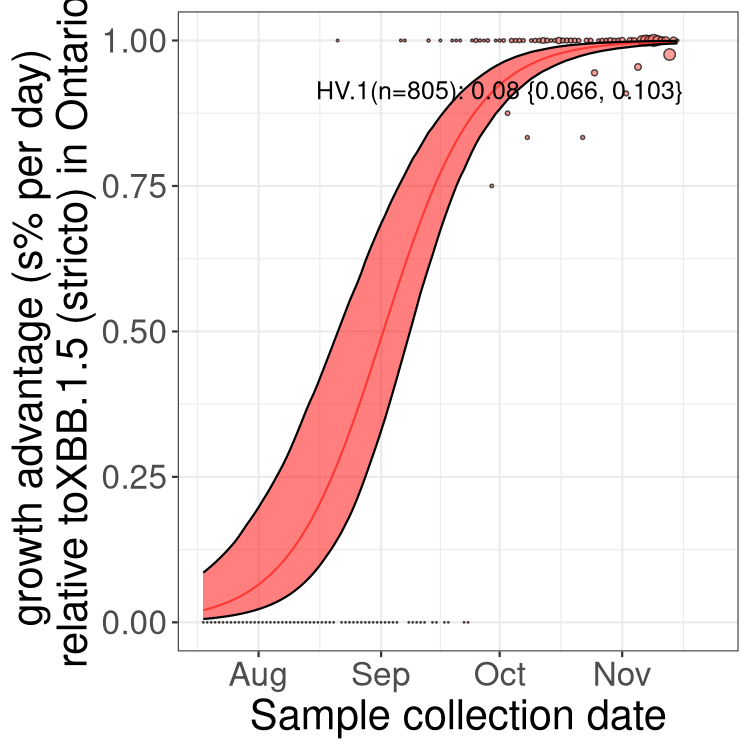 growth advantage (s% per day)
relative toXBB.1.5 (stricto) in Ontario
1.00
0.75
0.50
0.25
0.00
HV.1(n=805): 0.08 {0.066, 0.103}
Aug Sep Oct Nov
Sample collection date